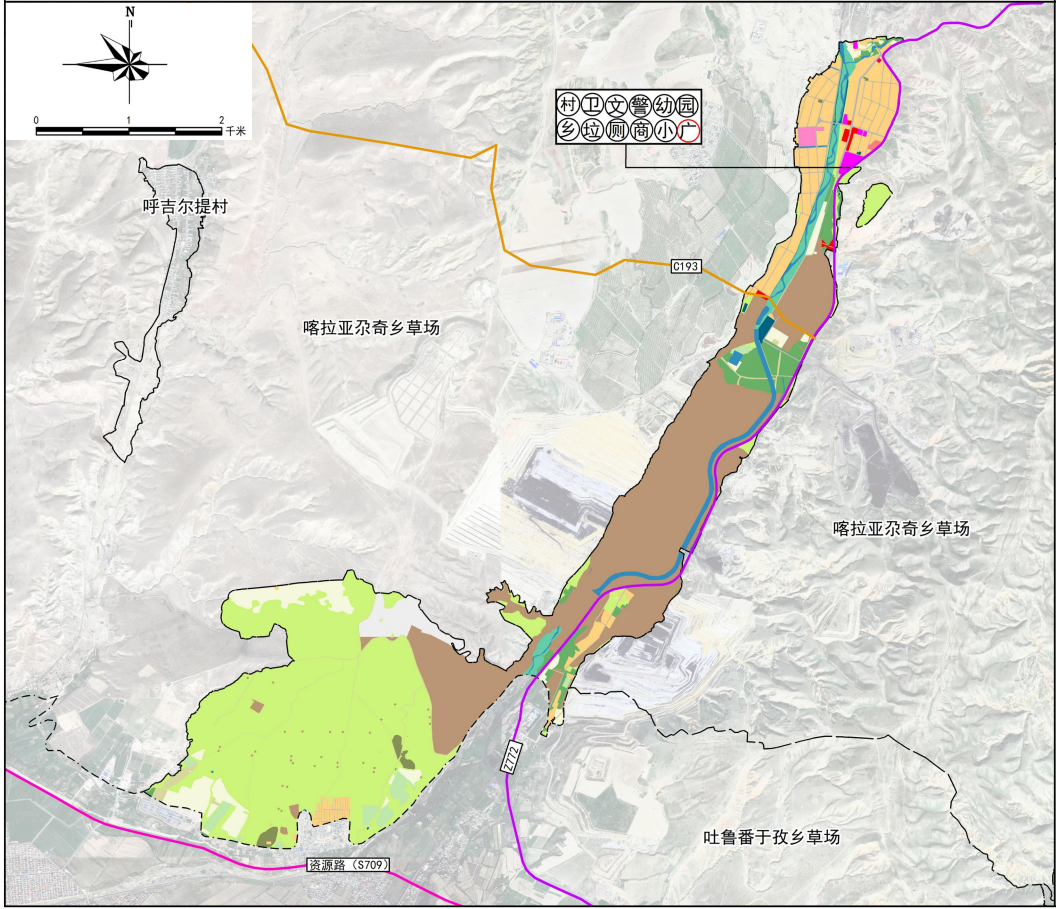 N
0 1 2 千米
村卫文警幼园
乡垃厕商小广
呼吉尔提村
C193
喀拉亚尕奇乡草场
喀拉亚尕奇乡草场
Z772
吐鲁番于孜乡草场
资源路（S709）